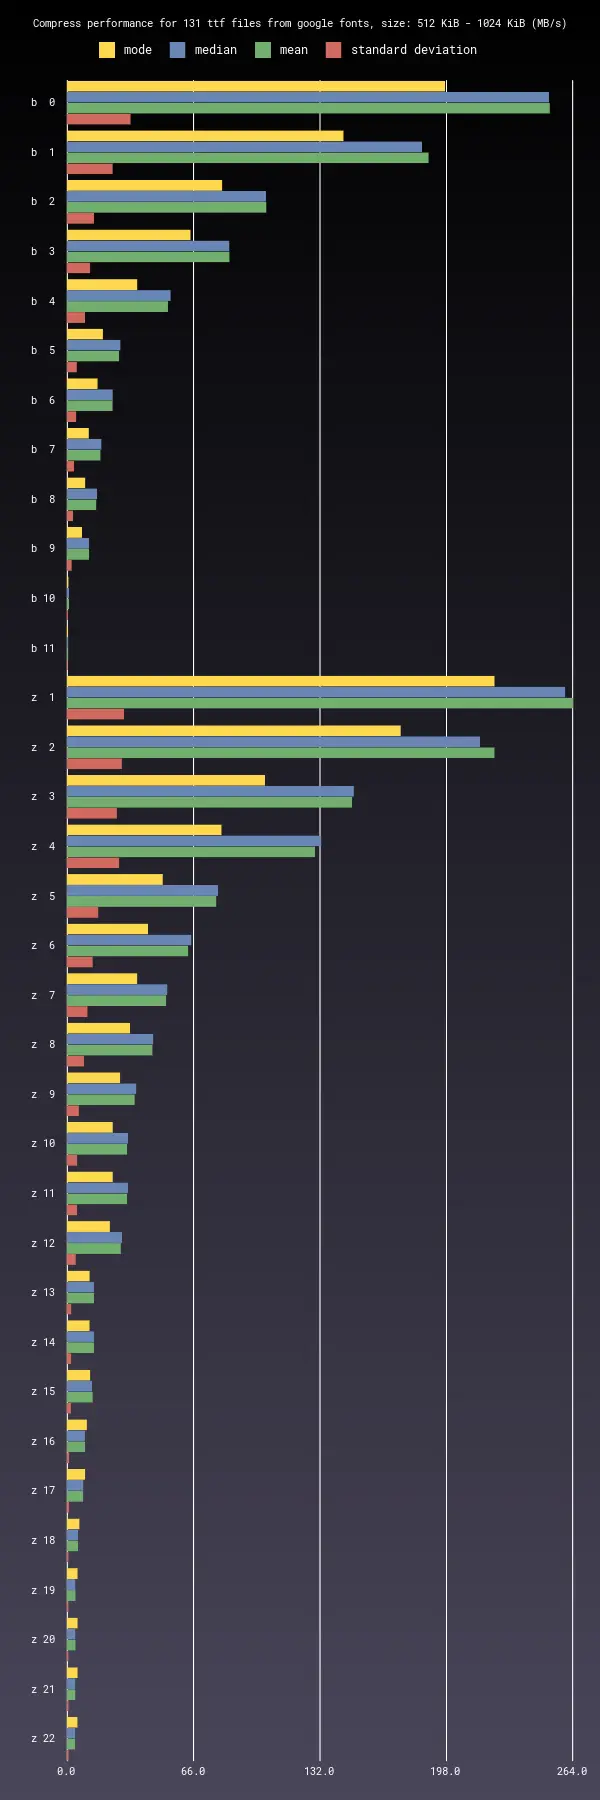 Compress performance for 131 ttf files from google fonts, size: 512 KiB - 1024 KiB (MB/s)
mode median mean standard deviation
b 0
b 1
b 2
b 3
b 4
b 5
b 6
b 7
b 8
b 9
b 10
b 11
z 1
z 2
z 3
z 4
z 5
z 6
z 7
z 8
z 9
z 10
z 11
z 12
z 13
z 14
z 15
z 16
z 17
z 18
z 19
z 20
z 21
z 22
0.0 66.0 132.0 198.0 264.0